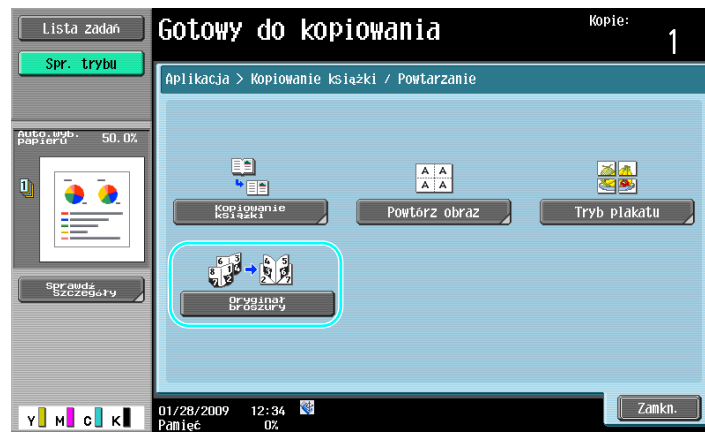 Lista zadań
Gotowy do kopiowania
Kopie:
1
Spr. trybu
Aplikacja > Kopiowanie książki / Powtarzanie
Auto.wyb.
papieru
50.0%
1
Kopiowanie
książki
A A
A A
Powtórz obraz
Tryb plakatu
Sprawdź
szczegóły
Oryginał
broszury
01/28/2009 12:34
Pamięć 0%
Zamkn.
Y M C K